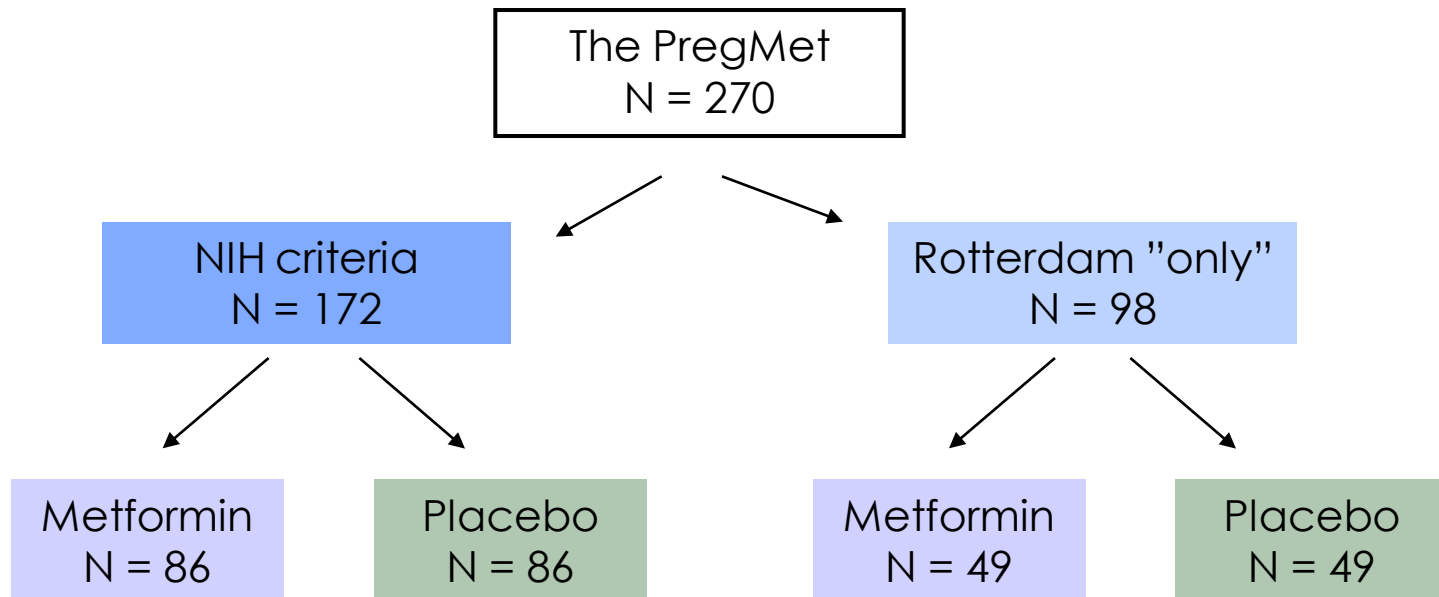 The PregMet
N = 270
NIH criteria
N = 172
Rotterdam ”only”
N = 98
Metformin
N = 86
Placebo
N = 86
Metformin
N = 49
Placebo
N = 49